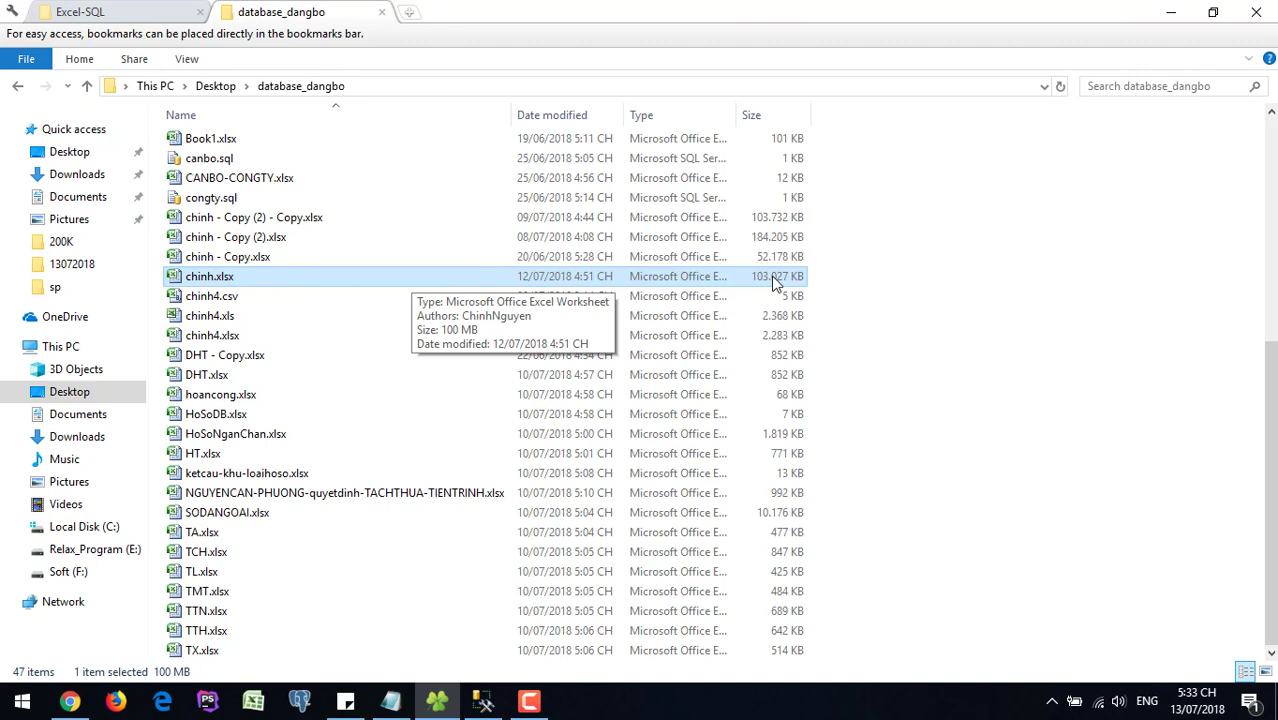 Excel-SQL
database_dangbo
For easy access, bookmarks can be placed directly in the bookmarks bar.
File Home Share View
This PC Desktop database_dangbo
Search database_dangbo
Name Date modified Type Size
Quick access
Desktop
Downloads
Documents
Pictures
200K
13072018
sp
OneDrive
This PC
3D Objects
Desktop
Documents
Downloads
Music
Pictures
Videos
Local Disk (C:)
Relax_Program (E:)
Soft (F:)
Network
Book1.xlsx 19/06/2018 5:11 CH Microsoft Office E... 101 KB
canbo.sql 25/06/2018 5:05 CH Microsoft SQL Ser... 1 KB
CANBO-CONGTY.xlsx 25/06/2018 4:56 CH Microsoft Office E... 12 KB
congty.sql 25/06/2018 5:14 CH Microsoft SQL Ser... 1 KB
chinh - Copy (2) - Copy.xlsx 09/07/2018 4:44 CH Microsoft Office E... 103.732 KB
chinh - Copy (2).xlsx 08/07/2018 4:08 CH Microsoft Office E... 184.205 KB
chinh - Copy.xlsx 20/06/2018 5:28 CH Microsoft Office E... 52.178 KB
chinh.xlsx 12/07/2018 4:51 CH Microsoft Office E... KB
chinh4.csv Microsoft Office E... 5 KB
chinh4.xls Microsoft Office E... 2.368 KB
chinh4.xlsx Microsoft Office E... 2.283 KB
DHT - Copy.xlsx 22/06/2018 4:34 CH Microsoft Office E... 852 KB
DHT.xlsx 10/07/2018 4:57 CH Microsoft Office E... 852 KB
hoancong.xlsx 10/07/2018 4:58 CH Microsoft Office E... 68 KB
HoSoDB.xlsx 10/07/2018 4:58 CH Microsoft Office E... 7 KB
HoSoNganChan.xlsx 10/07/2018 5:00 CH Microsoft Office E... 1.819 KB
HT.xlsx 10/07/2018 5:01 CH Microsoft Office E... 771 KB
ketcau-khu-loaihoso.xlsx 10/07/2018 5:08 CH Microsoft Office E... 13 KB
NGUYENCAN-PHUONG-quyetdinh-TACHTHUA-TIENTRINH.xlsx 10/07/2018 5:10 CH Microsoft Office E... 992 KB
SODANGOAI.xlsx 10/07/2018 5:04 CH Microsoft Office E... 10.176 KB
TA.xlsx 10/07/2018 5:04 CH Microsoft Office E... 477 KB
TCH.xlsx 10/07/2018 5:04 CH Microsoft Office E... 847 KB
TL.xlsx 10/07/2018 5:05 CH Microsoft Office E... 425 KB
TMT.xlsx 10/07/2018 5:05 CH Microsoft Office E... 484 KB
TTN.xlsx 10/07/2018 5:05 CH Microsoft Office E... 689 KB
TTH.xlsx 10/07/2018 5:06 CH Microsoft Office E... 642 KB
TX.xlsx 10/07/2018 5:06 CH Microsoft Office E... 514 KB
Type: Microsoft Office Excel Worksheet
Authors: ChinhNguyen
Size: 100 MB
Date modified: 12/07/2018 4:51 CH
47 items 1 item selected 100 MB
PS
ENG
5:33 CH
13/07/2018
1